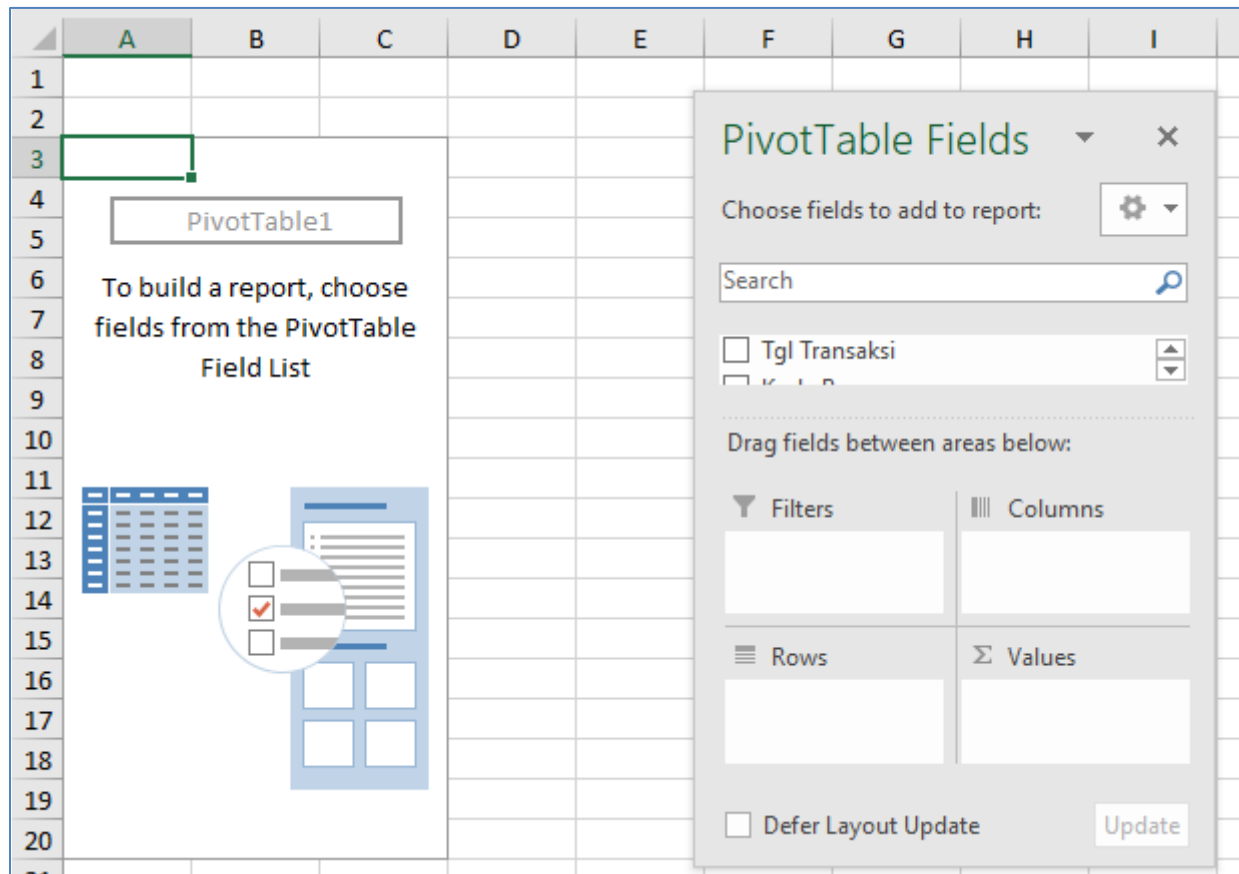 A B C D E F G H I
1
2
3
4
5
6
7
8
9
10
11
12
13
14
15
16
17
18
19
20
PivotTable1
To build a report, choose
fields from the PivotTable
Field List
PivotTable Fields
Choose fields to add to report:
Search
Tgl Transaksi
Drag fields between areas below:
Filters
Columns
Rows
Σ Values
Defer Layout Update
Update